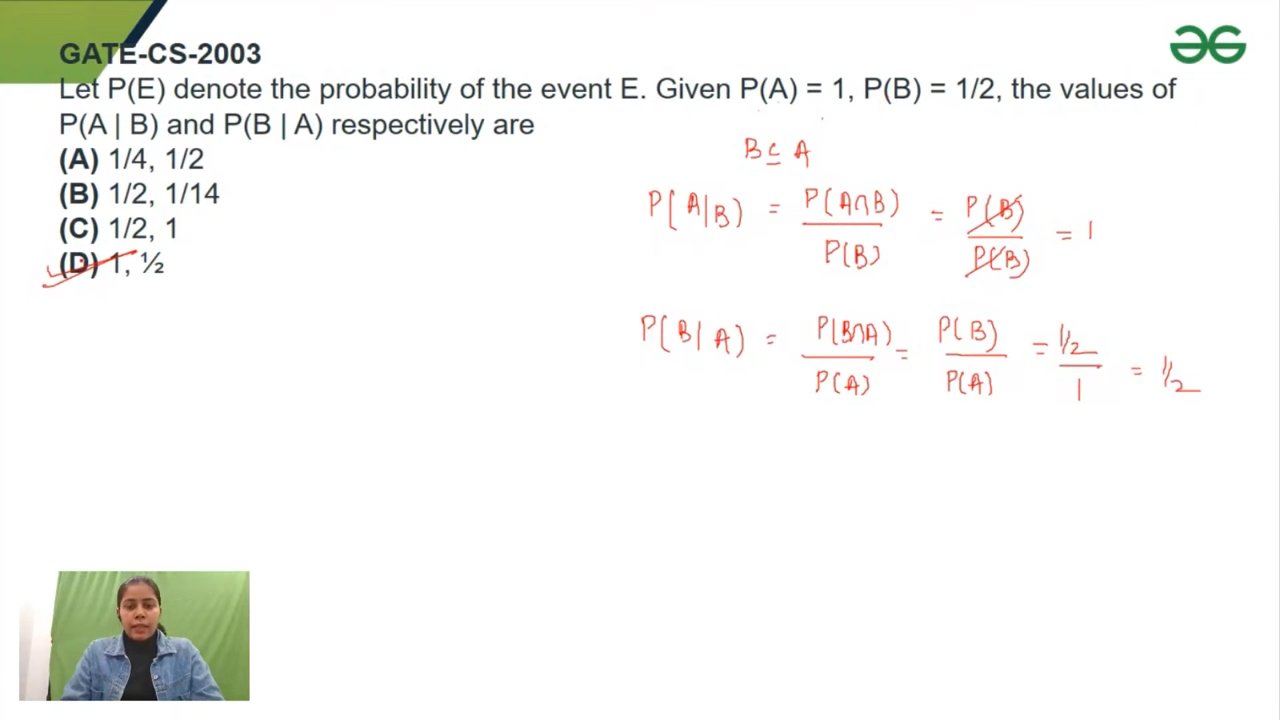 GATE-CS-2003
Let P(E) denote the probability of the event E. Given P(A) = 1, P(B) = 1/2, the values of
P(A | B) and P(B | A) respectively are
(A) 1/4, 1/2
(B) 1/2, 1/14
(C) 1/2, 1
(D) 1, ½
B ⊆ A
P(A|B) = P(A∩B) / P(B) = P(B) / P(B) = 1
P(B|A) = P(B∩A) / P(A) = P(B) / P(A) = 1/2 / 1 = 1/2